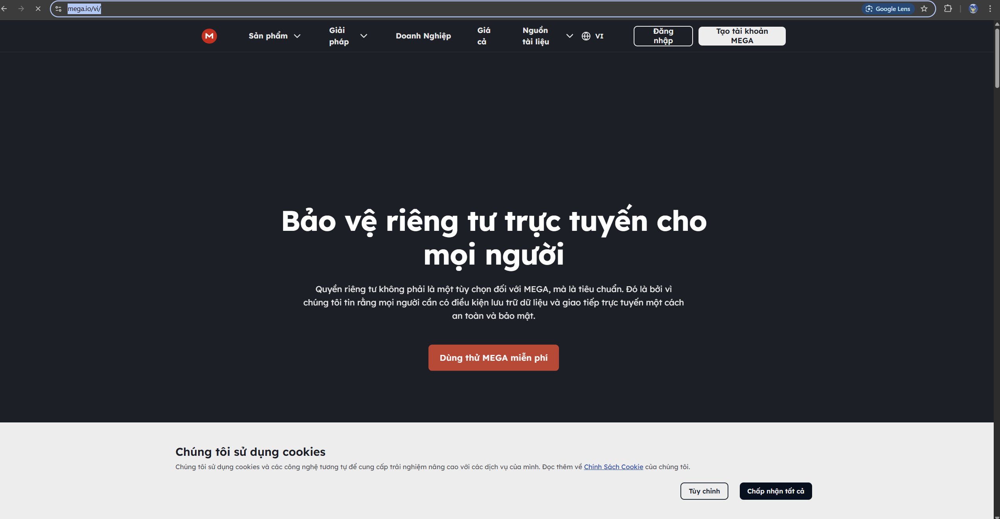 mega.io/vi/
Google Lens
M
Sản phẩm
Giải
pháp
Doanh Nghiệp
Giá
cả
Nguồn
tài liệu
VI
Đăng
nhập
Tạo tài khoản
MEGA
Bảo vệ riêng tư trực tuyến cho
mọi người
Quyền riêng tư không phải là một tùy chọn đối với MEGA, mà là tiêu chuẩn. Đó là bởi vì
chúng tôi tin rằng mọi người cần có điều kiện lưu trữ dữ liệu và giao tiếp trực tuyến một cách
an toàn và bảo mật.
Dùng thử MEGA miễn phí
Chúng tôi sử dụng cookies
Chúng tôi sử dụng cookies và các công nghệ tương tự để cung cấp trải nghiệm nâng cao với các dịch vụ của mình. Đọc thêm về Chính Sách Cookie của chúng tôi.
Tùy chỉnh
Chấp nhận tất cả